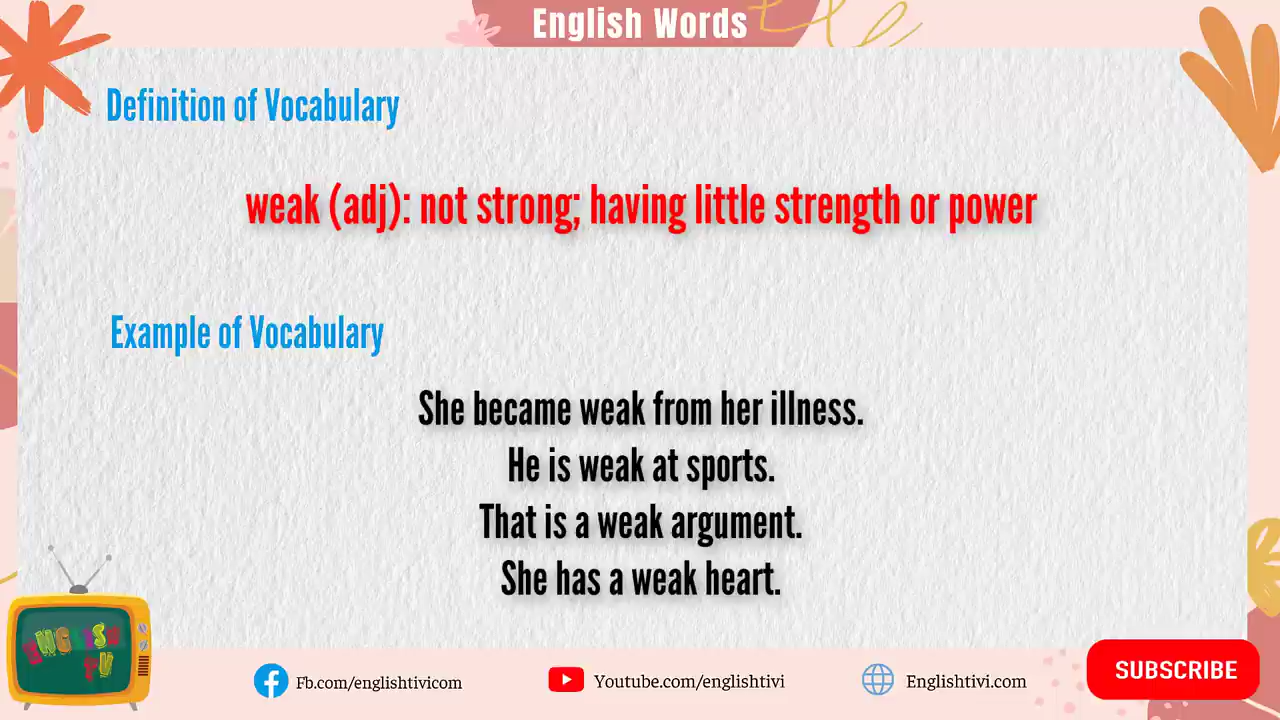 English Words
Definition of Vocabulary
weak (adj): not strong; having little strength or power
Example of Vocabulary
She became weak from her illness.
He is weak at sports.
That is a weak argument.
She has a weak heart.
ENGLISH
TV
Fb.com/englishtivicom
Youtube.com/englishtivi
Englishtivi.com
SUBSCRIBE